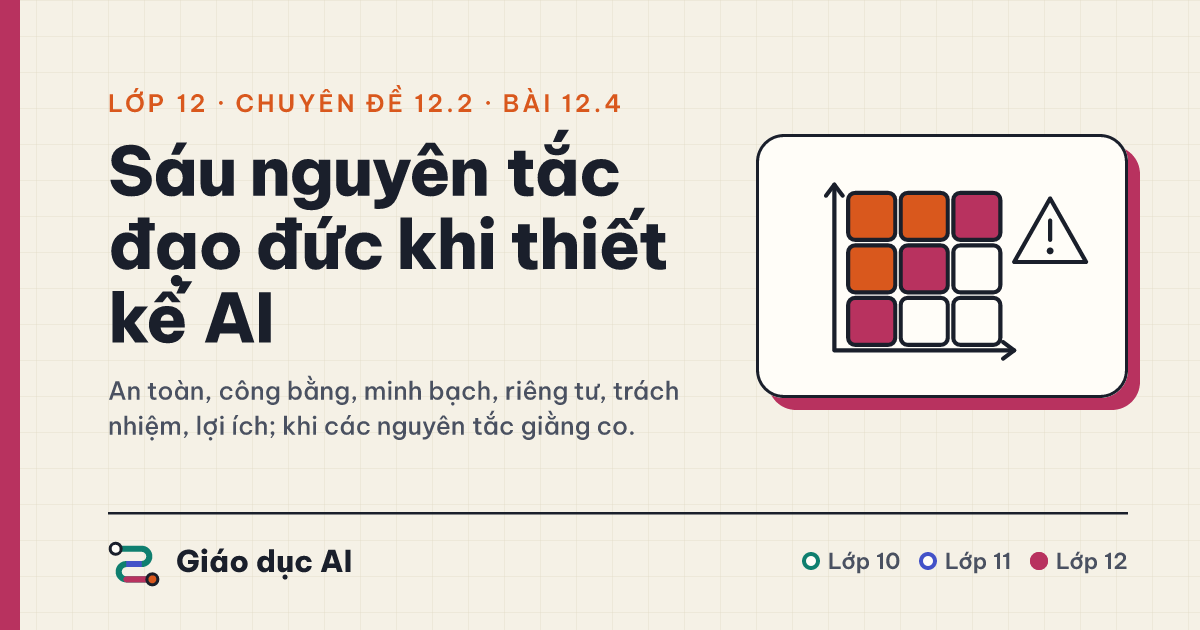 LỚP 12 · CHUYÊN ĐỀ 12.2 · BÀI 12.4
Sáu nguyên tắc
đạo đức khi thiết
kế AI
An toàn, công bằng, minh bạch, riêng tư, trách
nhiệm, lợi ích; khi các nguyên tắc giằng co.
Giáo dục AI
Lớp 10
Lớp 11
Lớp 12